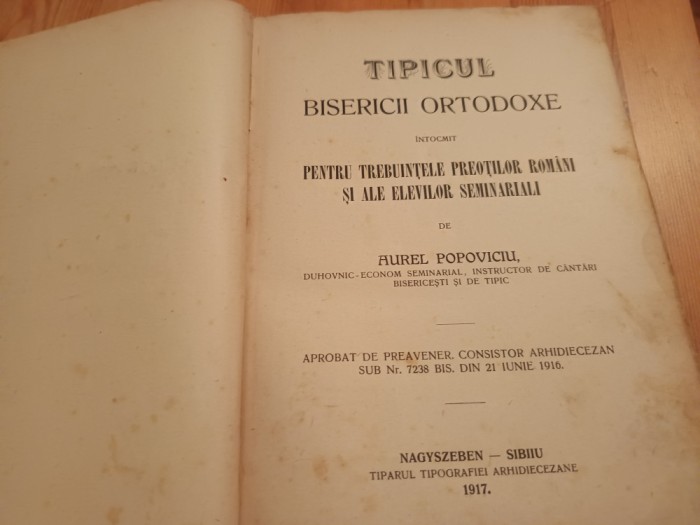 TIPICUL
BISERICII ORTODOXE
ÎNTOCMIT
PENTRU TREBUINȚELE PREOȚILOR ROMÂNI
ȘI ALE ELEVILOR SEMINARIALI
DE
AUREL POPOVICIU,
DUHOVNIC-ECONOM SEMINARIAL, INSTRUCTOR DE CÂNTĂRI
BISERICEȘTI ȘI DE TIPIC
APROBAT DE PREAVENER. CONSISTOR ARHIDIECEZAN
SUB Nr. 7238 BIS. DIN 21 IUNIE 1916.
NAGYSZEBEN — SIBIIU
TIPARUL TIPOGRAFIEI ARHIDIECEZANE
1917.